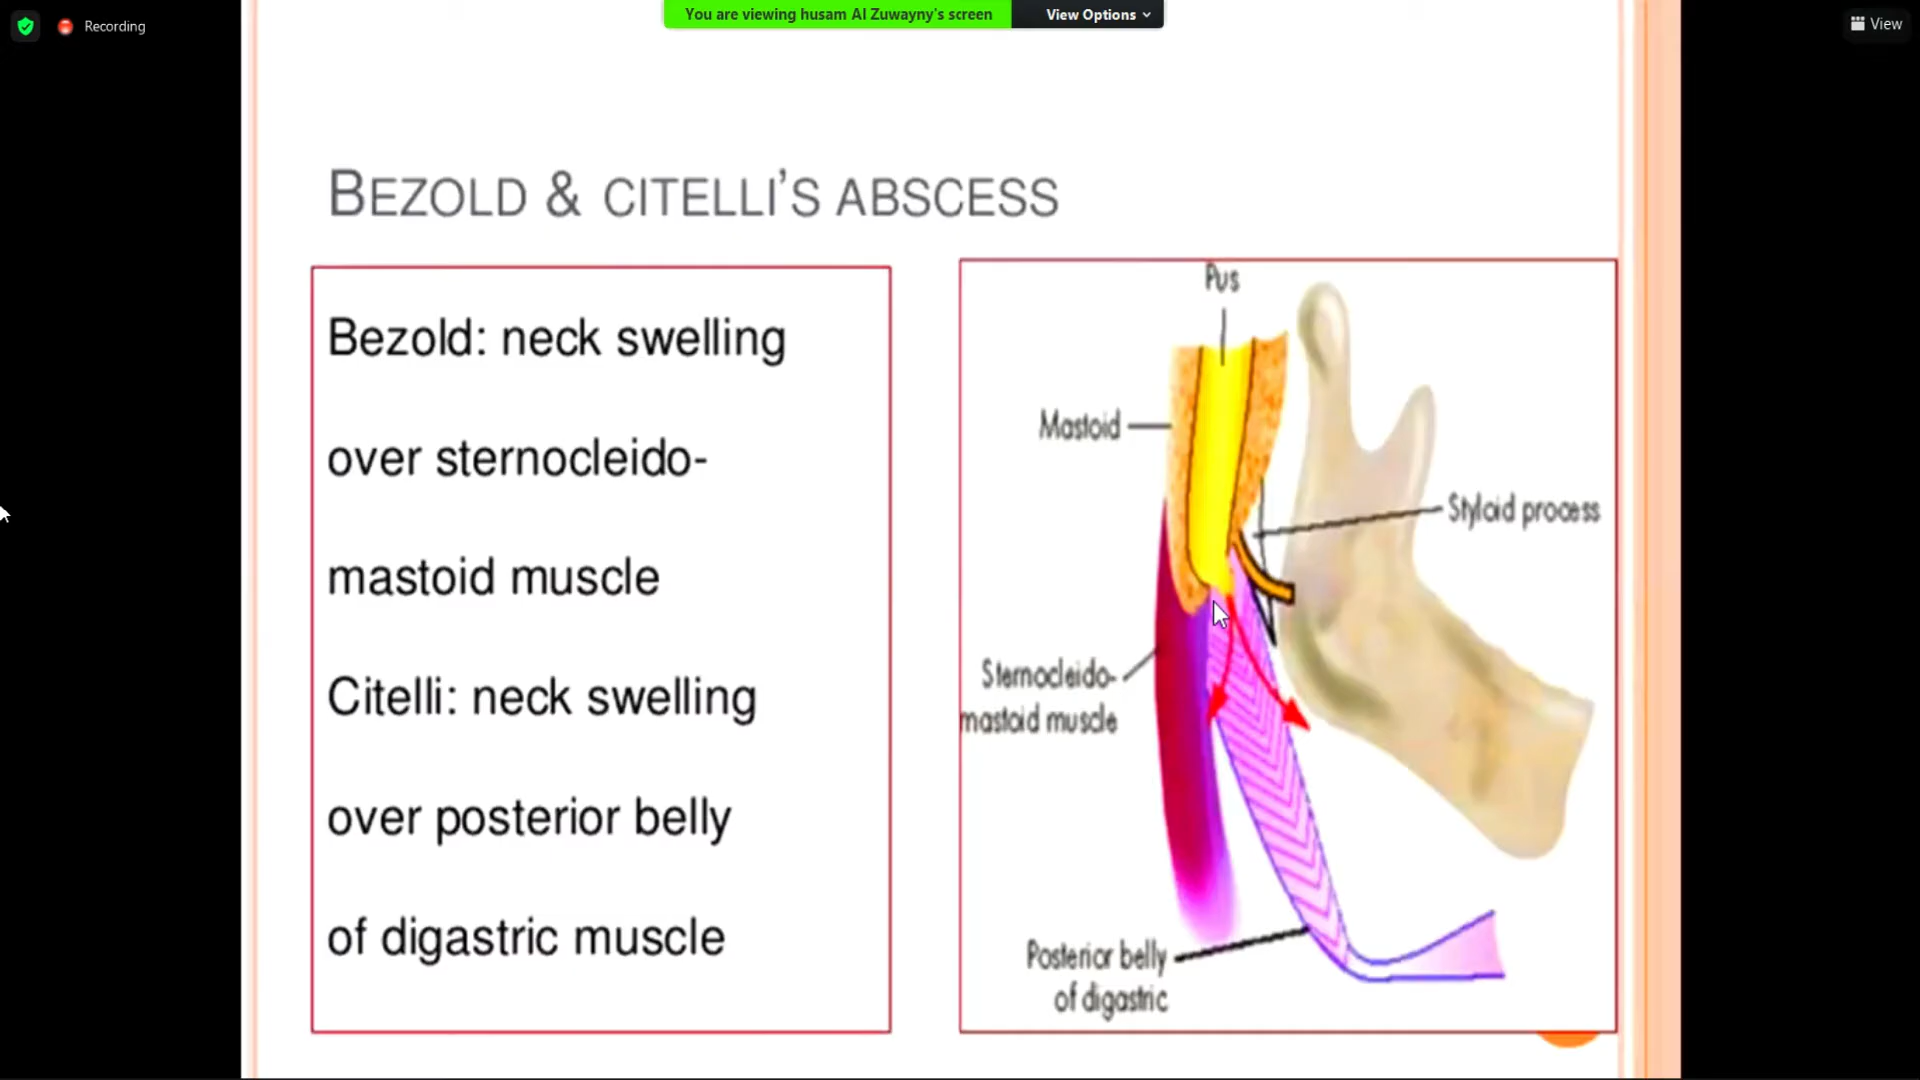 Recording
You are viewing husam Al Zuwayny's screen
View Options
View
BEZOLD & CITELLI'S ABSCESS
Bezold: neck swelling
over sternocleido-
mastoid muscle
Citelli: neck swelling
over posterior belly
of digastric muscle
Pus
Mastoid
Styloid process
Sternocleido-
mastoid muscle
Posterior belly
of digastric